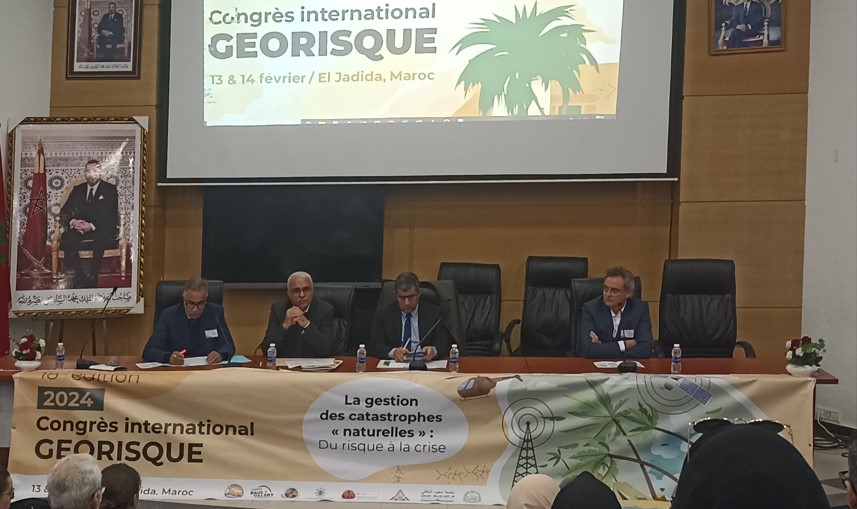 Congrès international
GEORISQUE
13 & 14 février / El Jadida, Maroc
édition
2024
Congrès international
GEORISQUE
La gestion
des catastrophes
« naturelles » :
Du risque à la crise
Jadida, Maroc